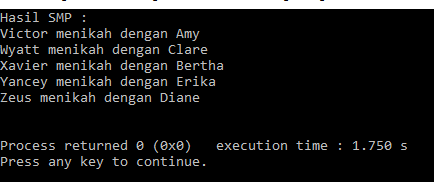 Hasil SMP :
Victor menikah dengan Amy
Wyatt menikah dengan Clare
Xavier menikah dengan Bertha
Yancey menikah dengan Erika
Zeus menikah dengan Diane
Process returned 0 (0x0)   execution time : 1.750 s
Press any key to continue.